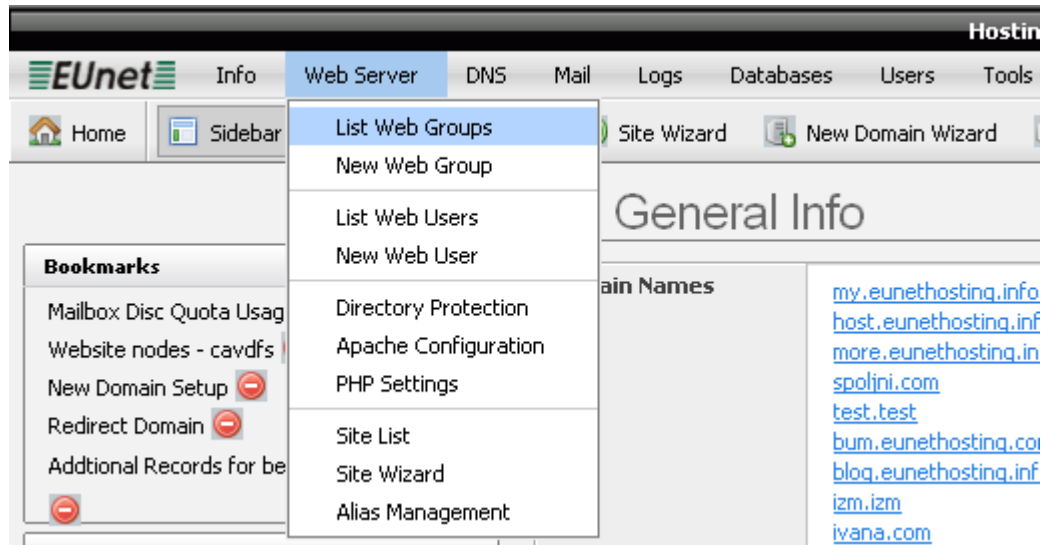 Hostin
EUnet Info Web Server DNS Mail Logs Databases Users Tools
Home Sidebar Site Wizard New Domain Wizard
List Web Groups
New Web Group
List Web Users
New Web User
Directory Protection
Apache Configuration
PHP Settings
Site List
Site Wizard
Alias Management
Bookmarks
Mailbox Disc Quota Usag
Website nodes - cavdfs
New Domain Setup
Redirect Domain
Addtional Records for be
General Info
ain Names
my.eunethosting.info
host.eunethosting.inf
more.eunethosting.in
spoljni.com
test.test
bum.eunethosting.co
blog.eunethosting.inf
izm.izm
ivana.com